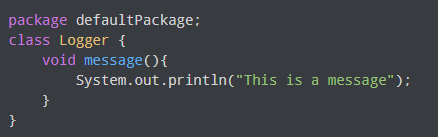 package defaultPackage;
class Logger {
    void message(){
        System.out.println("This is a message");
    }
}